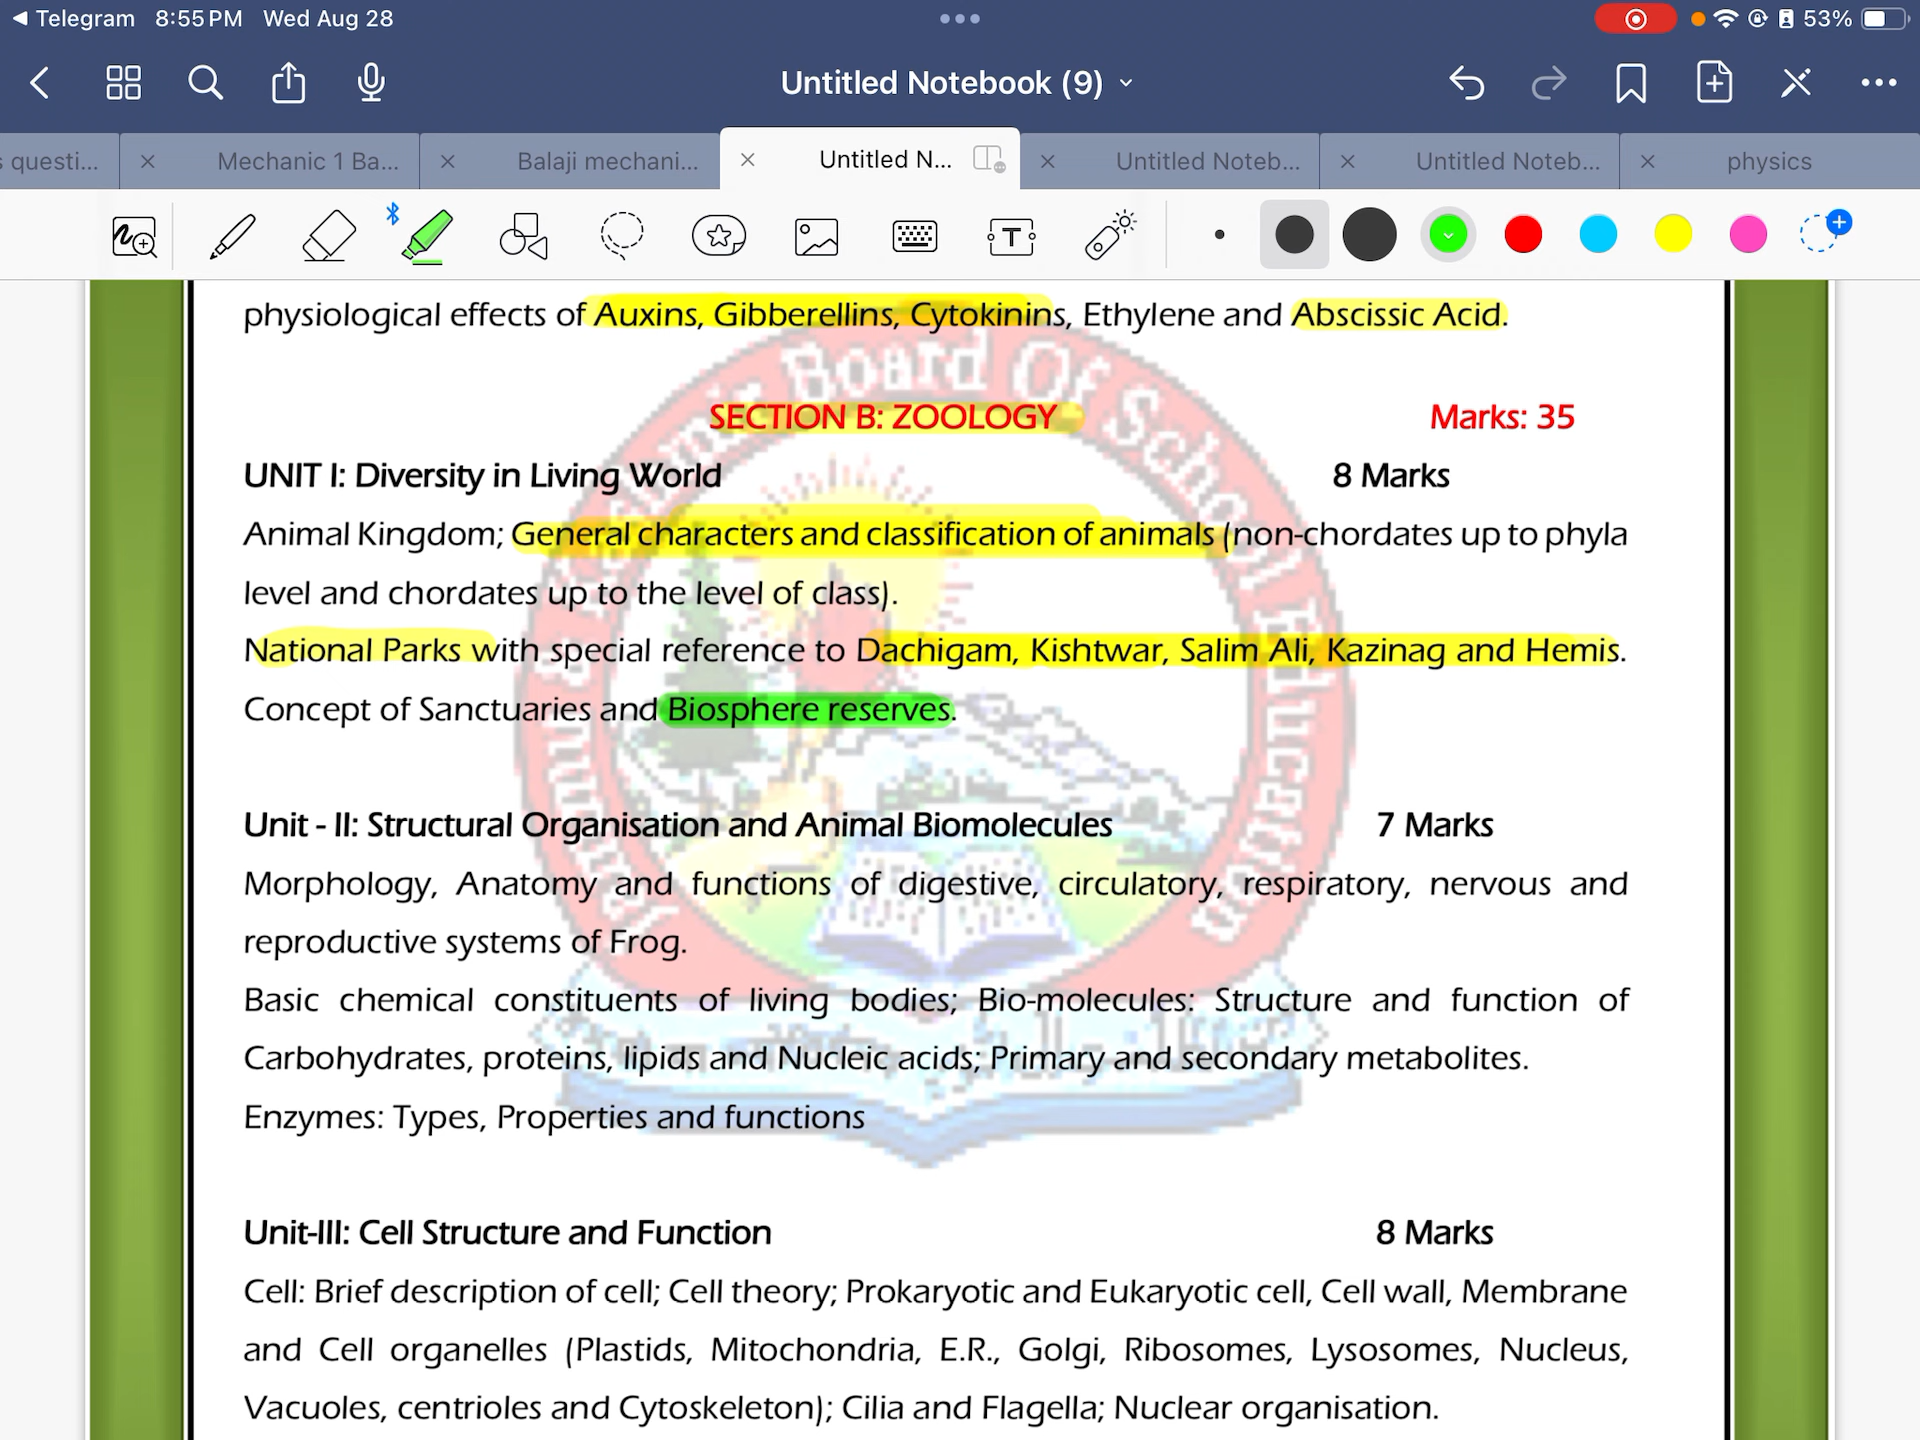 Telegram 8:55 PM Wed Aug 28
53%
Untitled Notebook (9)
s questi...
Mechanic 1 Ba...
Balaji mechani...
Untitled N...
Untitled Noteb...
Untitled Noteb...
physics
physiological effects of Auxins, Gibberellins, Cytokinins, Ethylene and Abscissic Acid.
SECTION B: ZOOLOGY Marks: 35
UNIT I: Diversity in Living World 8 Marks
Animal Kingdom; General characters and classification of animals (non-chordates up to phyla
level and chordates up to the level of class).
National Parks with special reference to Dachigam, Kishtwar, Salim Ali, Kazinag and Hemis.
Concept of Sanctuaries and Biosphere reserves.
Unit - II: Structural Organisation and Animal Biomolecules 7 Marks
Morphology, Anatomy and functions of digestive, circulatory, respiratory, nervous and
reproductive systems of Frog.
Basic chemical constituents of living bodies; Bio-molecules: Structure and function of
Carbohydrates, proteins, lipids and Nucleic acids; Primary and secondary metabolites.
Enzymes: Types, Properties and functions
Unit-III: Cell Structure and Function 8 Marks
Cell: Brief description of cell; Cell theory; Prokaryotic and Eukaryotic cell, Cell wall, Membrane
and Cell organelles (Plastids, Mitochondria, E.R., Golgi, Ribosomes, Lysosomes, Nucleus,
Vacuoles, centrioles and Cytoskeleton); Cilia and Flagella; Nuclear organisation.
Board Of School Education